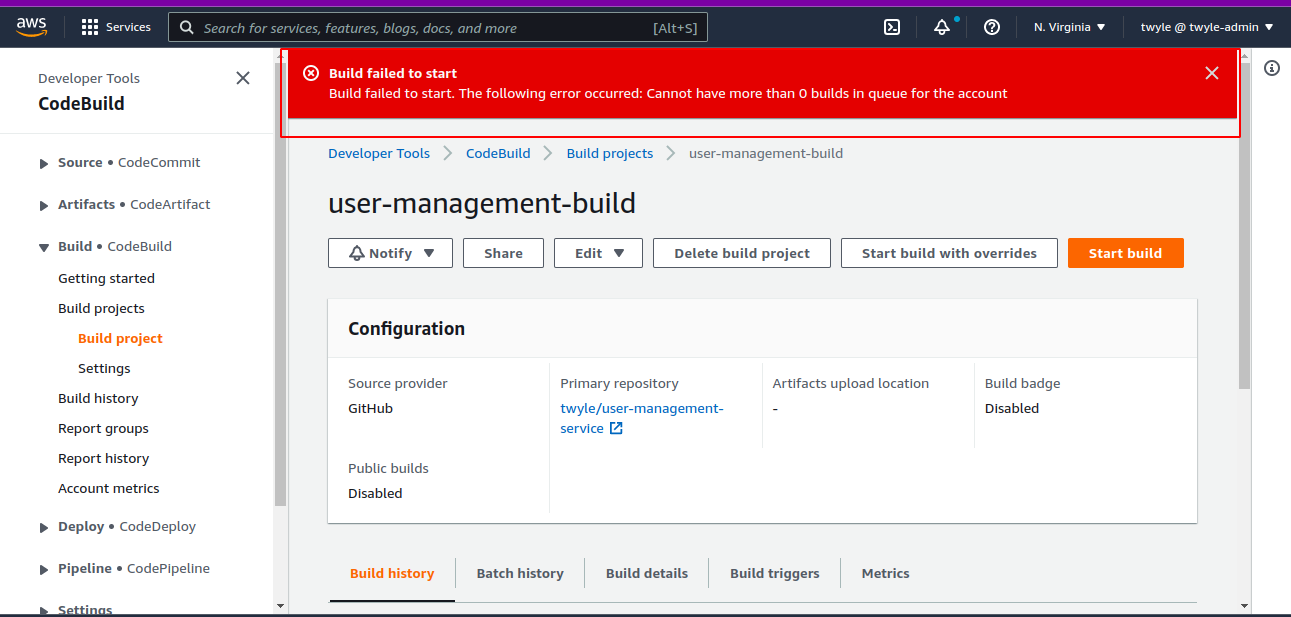 aws
Services
Search for services, features, blogs, docs, and more
[Alt+S]
N. Virginia
twyle @ twyle-admin
Developer Tools
CodeBuild
Source • CodeCommit
Artifacts • CodeArtifact
Build • CodeBuild
Getting started
Build projects
Build project
Settings
Build history
Report groups
Report history
Account metrics
Deploy • CodeDeploy
Pipeline • CodePipeline
Settings
Build failed to start
Build failed to start. The following error occurred: Cannot have more than 0 builds in queue for the account
Developer Tools
CodeBuild
Build projects
user-management-build
user-management-build
Notify
Share
Edit
Delete build project
Start build with overrides
Start build
Configuration
Source provider
GitHub
Primary repository
twyle/user-management-
service
Artifacts upload location
-
Build badge
Disabled
Public builds
Disabled
Build history
Batch history
Build details
Build triggers
Metrics